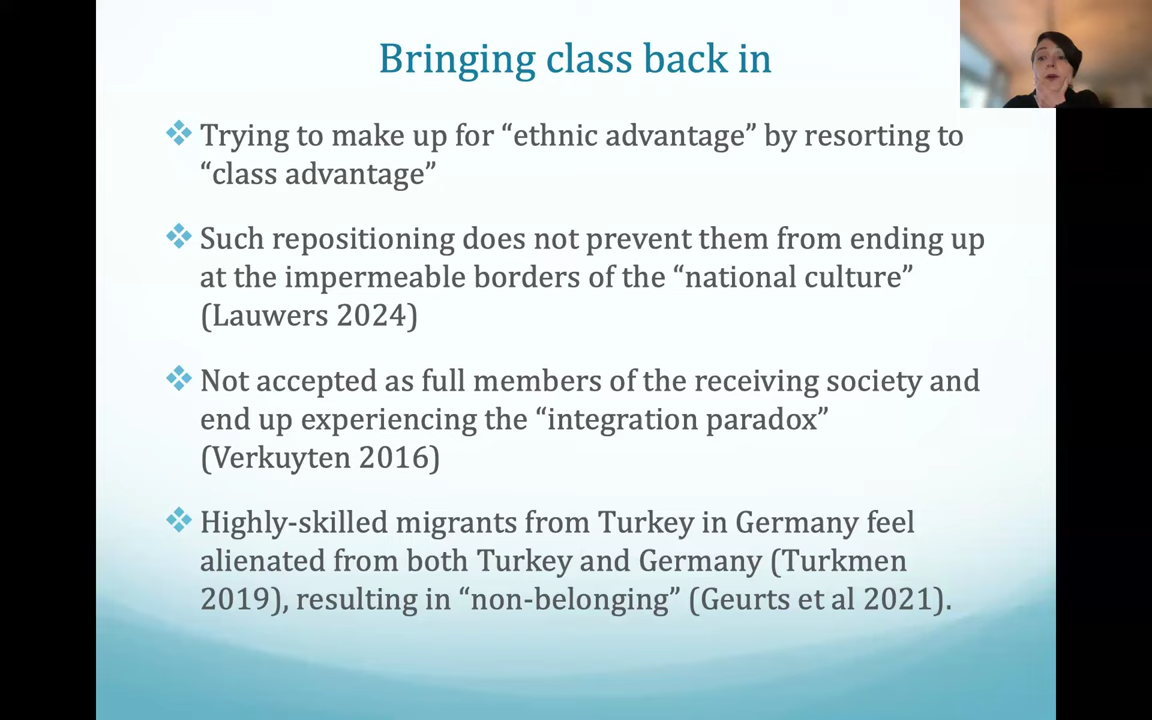 Bringing class back in
Trying to make up for “ethnic advantage” by resorting to
“class advantage”
Such repositioning does not prevent them from ending up
at the impermeable borders of the “national culture”
(Lauwers 2024)
Not accepted as full members of the receiving society and
end up experiencing the “integration paradox”
(Verkuyten 2016)
Highly-skilled migrants from Turkey in Germany feel
alienated from both Turkey and Germany (Turkmen
2019), resulting in “non-belonging” (Geurts et al 2021).